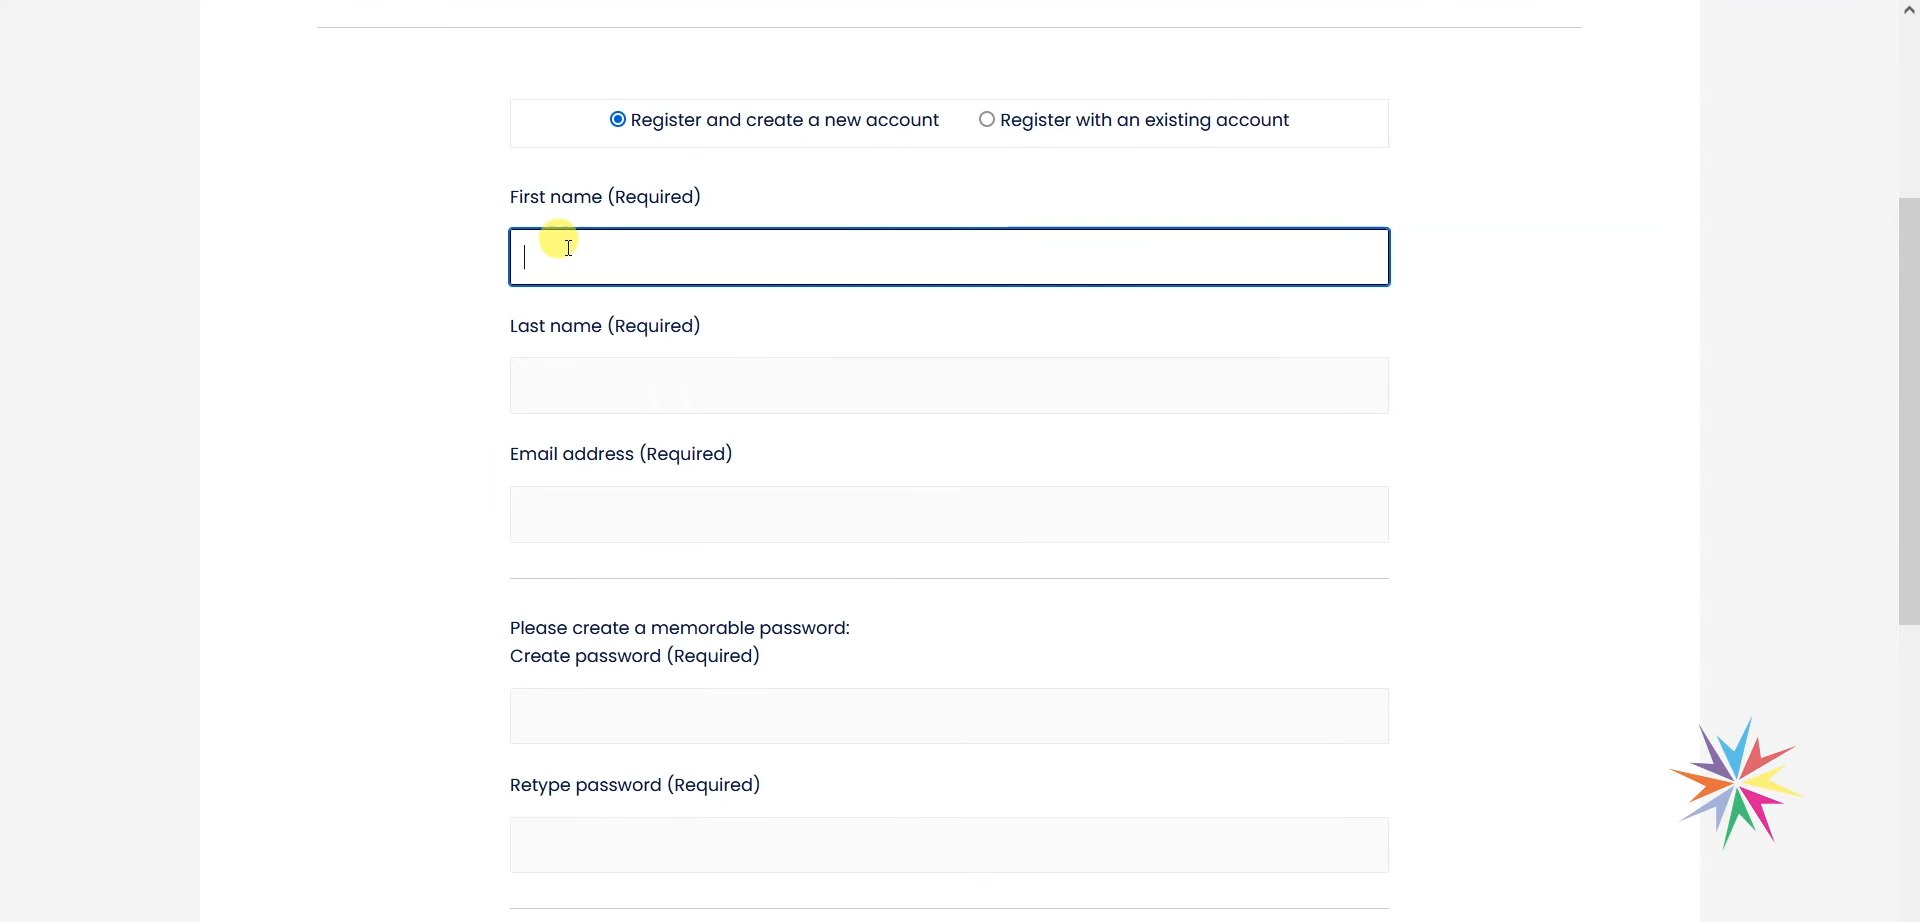 Register and create a new account Register with an existing account
First name (Required)
Last name (Required)
Email address (Required)
Please create a memorable password:
Create password (Required)
Retype password (Required)